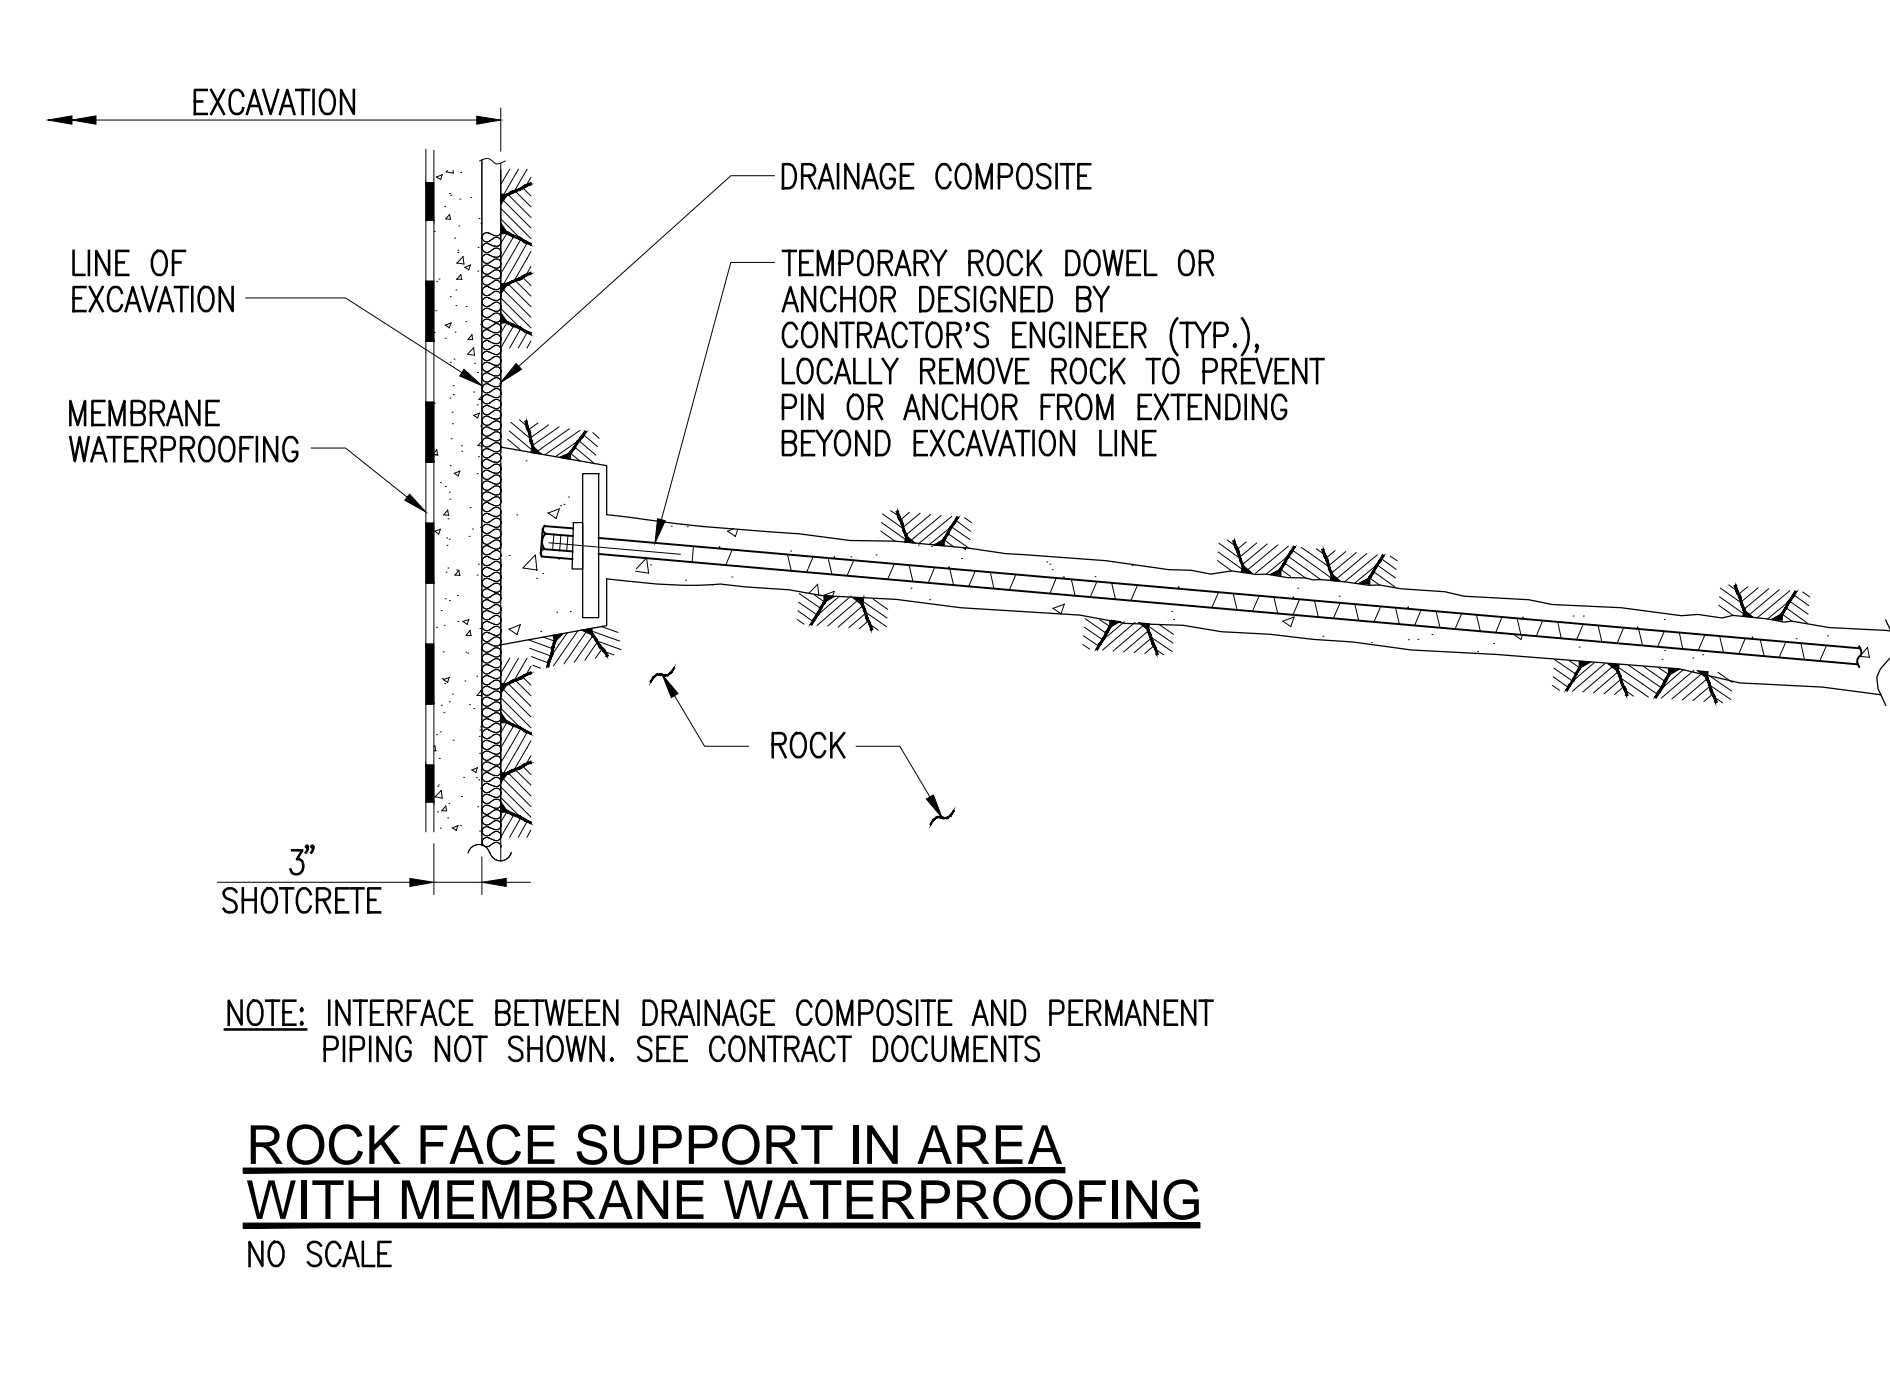 EXCAVATION
DRAINAGE COMPOSITE
LINE OF
EXCAVATION
TEMPORARY ROCK DOWEL OR
ANCHOR DESIGNED BY
CONTRACTOR'S ENGINEER (TYP.),
LOCALLY REMOVE ROCK TO PREVENT
PIN OR ANCHOR FROM EXTENDING
BEYOND EXCAVATION LINE
MEMBRANE
WATERPROOFING
ROCK
3"
SHOTCRETE
NOTE: INTERFACE BETWEEN DRAINAGE COMPOSITE AND PERMANENT
PIPING NOT SHOWN. SEE CONTRACT DOCUMENTS
ROCK FACE SUPPORT IN AREA
WITH MEMBRANE WATERPROOFING
NO SCALE